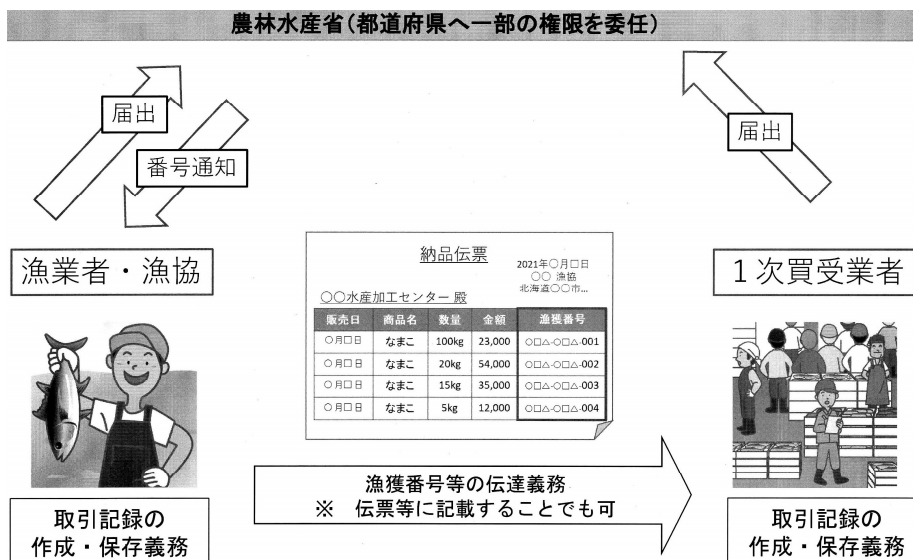 農林水産省(都道府県へ一部の権限を委任)
届出
番号通知
届出
漁業者・漁協
納品伝票
2021年○月□日
○○ 漁協
北海道○○市...
○○水産加工センター 殿
販売日 商品名 数量 金額 漁獲番号
○月□日 なまこ 100kg 23,000 ○□△-○□△-001
○月□日 なまこ 20kg 54,000 ○□△-○□△-002
○月□日 なまこ 15kg 35,000 ○□△-○□△-003
○月□日 なまこ 5kg 12,000 ○□△-○□△-004
1次買受業者
漁獲番号等の伝達義務
※ 伝票等に記載することでも可
取引記録の
作成・保存義務
取引記録の
作成・保存義務